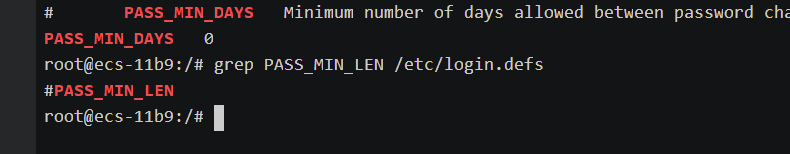 #       PASS_MIN_DAYS   Minimum number of days allowed between password cha
PASS_MIN_DAYS   0
root@ecs-11b9:/# grep PASS_MIN_LEN /etc/login.defs
#PASS_MIN_LEN
root@ecs-11b9:/#